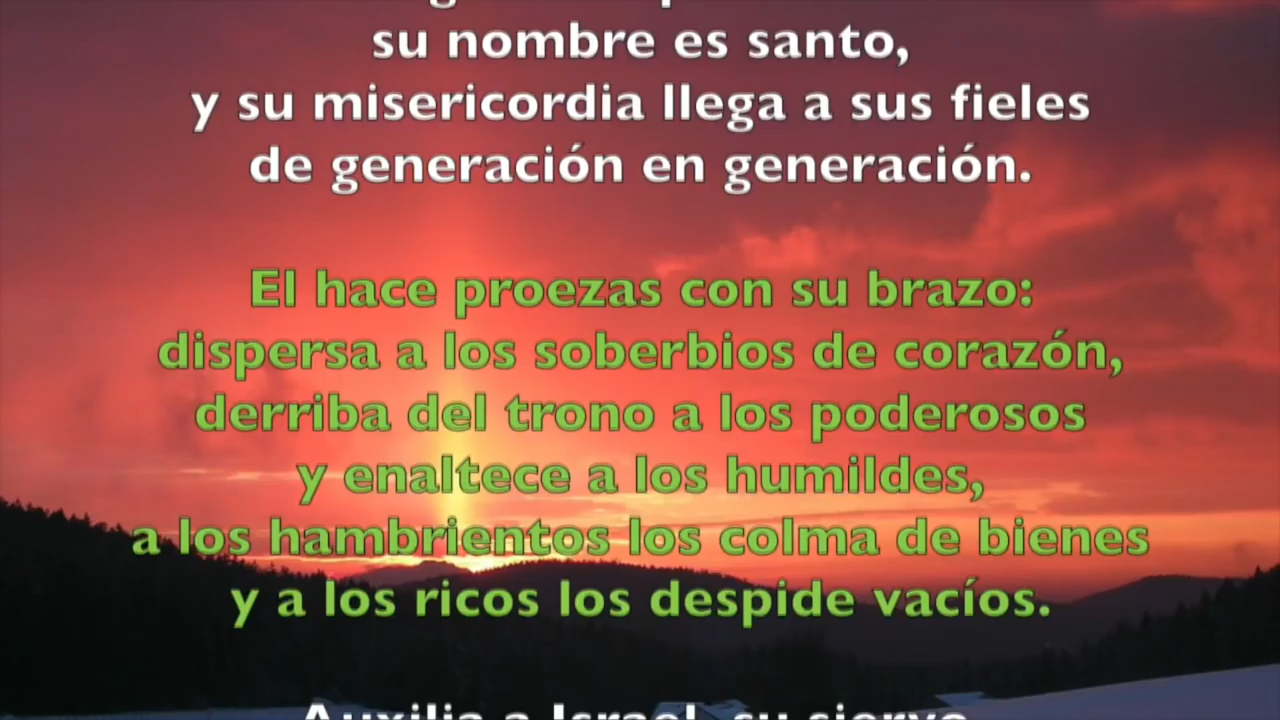 su nombre es santo,
y su misericordia llega a sus fieles
de generación en generación.
El hace proezas con su brazo:
dispersa a los soberbios de corazón,
derriba del trono a los poderosos
y enaltece a los humildes,
a los hambrientos los colma de bienes
y a los ricos los despide vacíos.
Auxilia a Israel, su siervo,